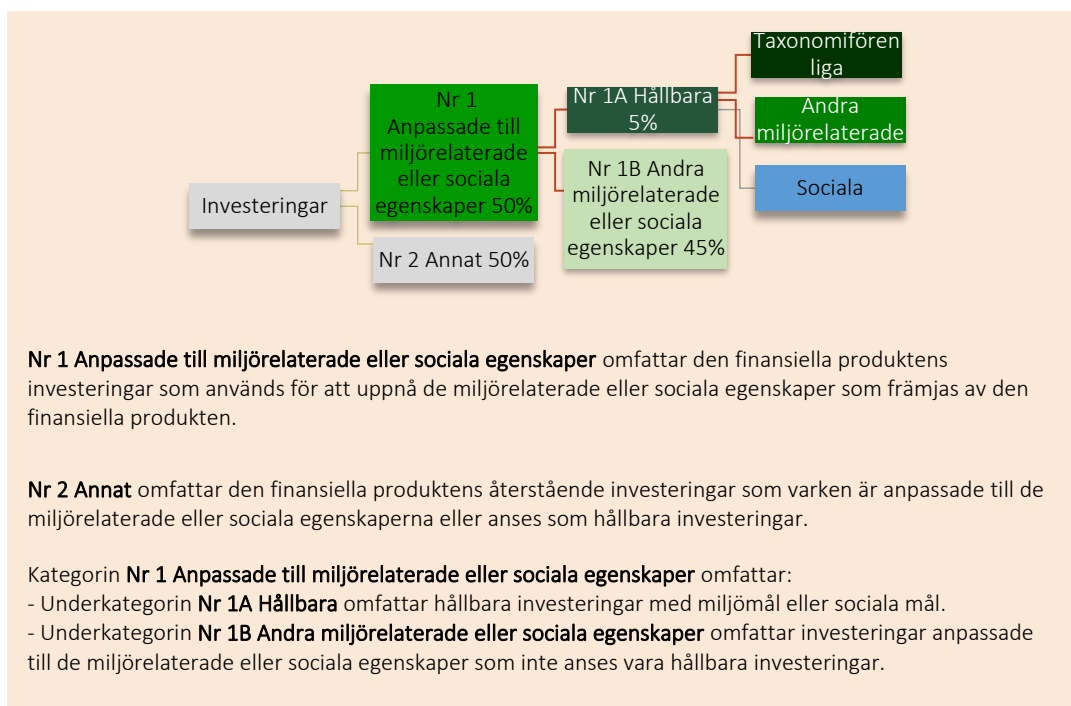 Taxonomifören
liga
Nr 1A Hållbara
5%
Andra
miljörelaterade
Nr 1
Anpassade till
miljörelaterade
eller sociala
egenskaper 50%
Nr 1B Andra
miljörelaterade
eller sociala
egenskaper 45%
Sociala
Investeringar
Nr 2 Annat 50%
Nr 1 Anpassade till miljörelaterade eller sociala egenskaper omfattar den finansiella produktens
investeringar som används för att uppnå de miljörelaterade eller sociala egenskaper som främjas av den
finansiella produkten.
Nr 2 Annat omfattar den finansiella produktens återstående investeringar som varken är anpassade till de
miljörelaterade eller sociala egenskaperna eller anses som hållbara investeringar.
Kategorin Nr 1 Anpassade till miljörelaterade eller sociala egenskaper omfattar:
- Underkategorin Nr 1A Hållbara omfattar hållbara investeringar med miljömål eller sociala mål.
- Underkategorin Nr 1B Andra miljörelaterade eller sociala egenskaper omfattar investeringar anpassade
till de miljörelaterade eller sociala egenskaper som inte anses vara hållbara investeringar.